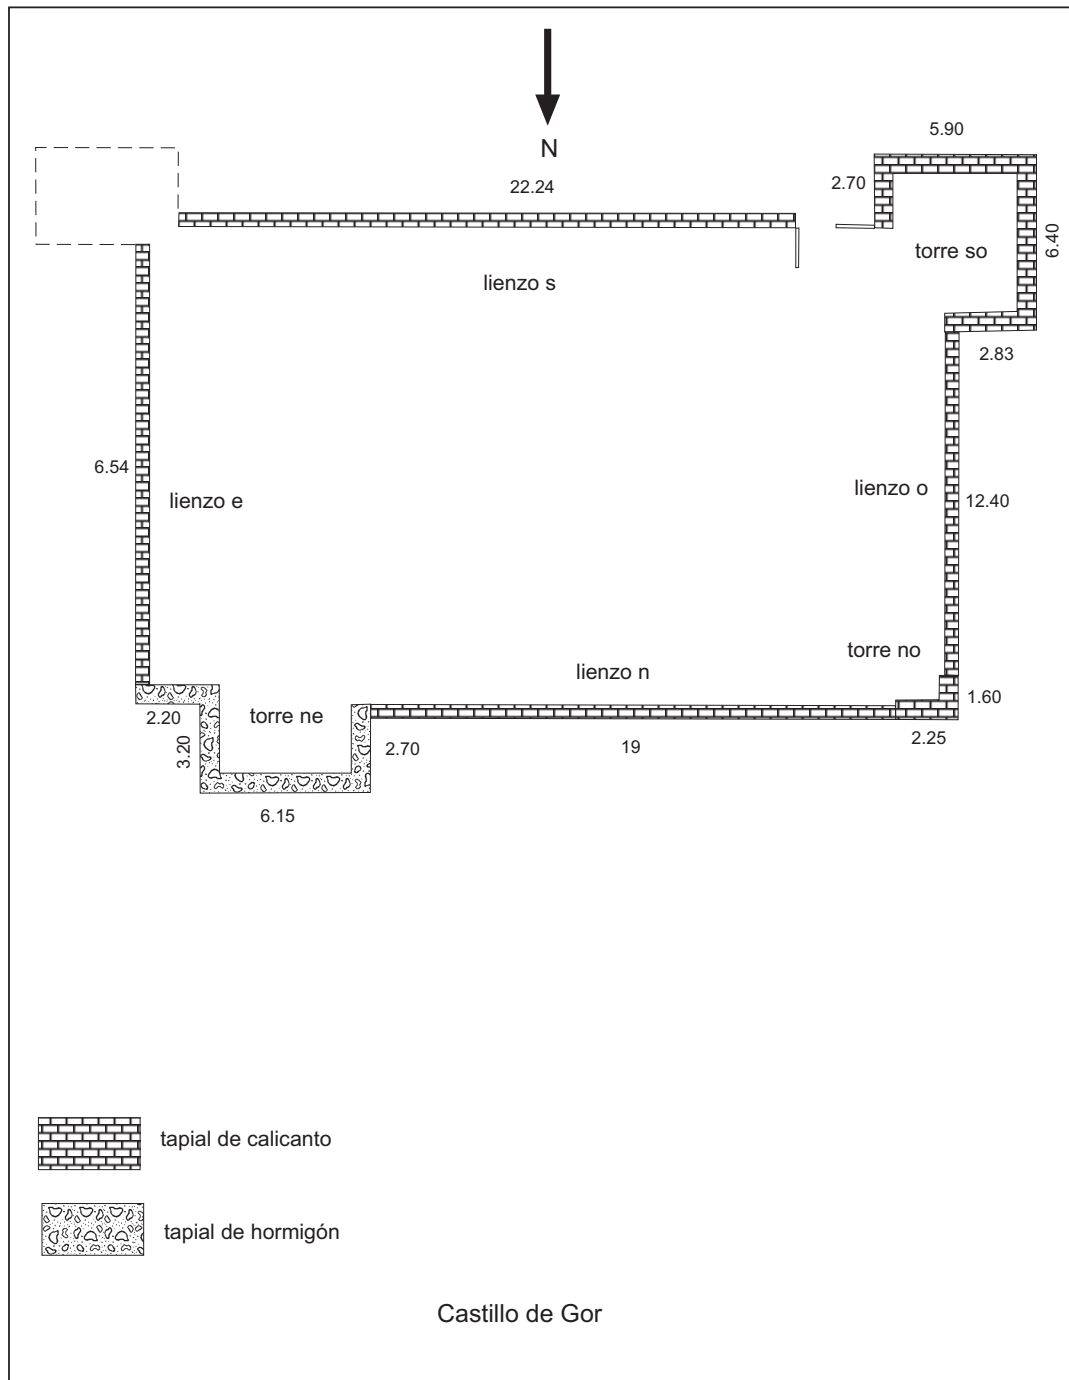 N
5.90
22.24
2.70
torre so
6.40
lienzo s
2.83
6.54
lienzo e
lienzo o
12.40
torre no
lienzo n
1.60
2.20
torre ne
3.20
2.70
19
2.25
6.15
tapial de calicanto
tapial de hormigón
Castillo de Gor